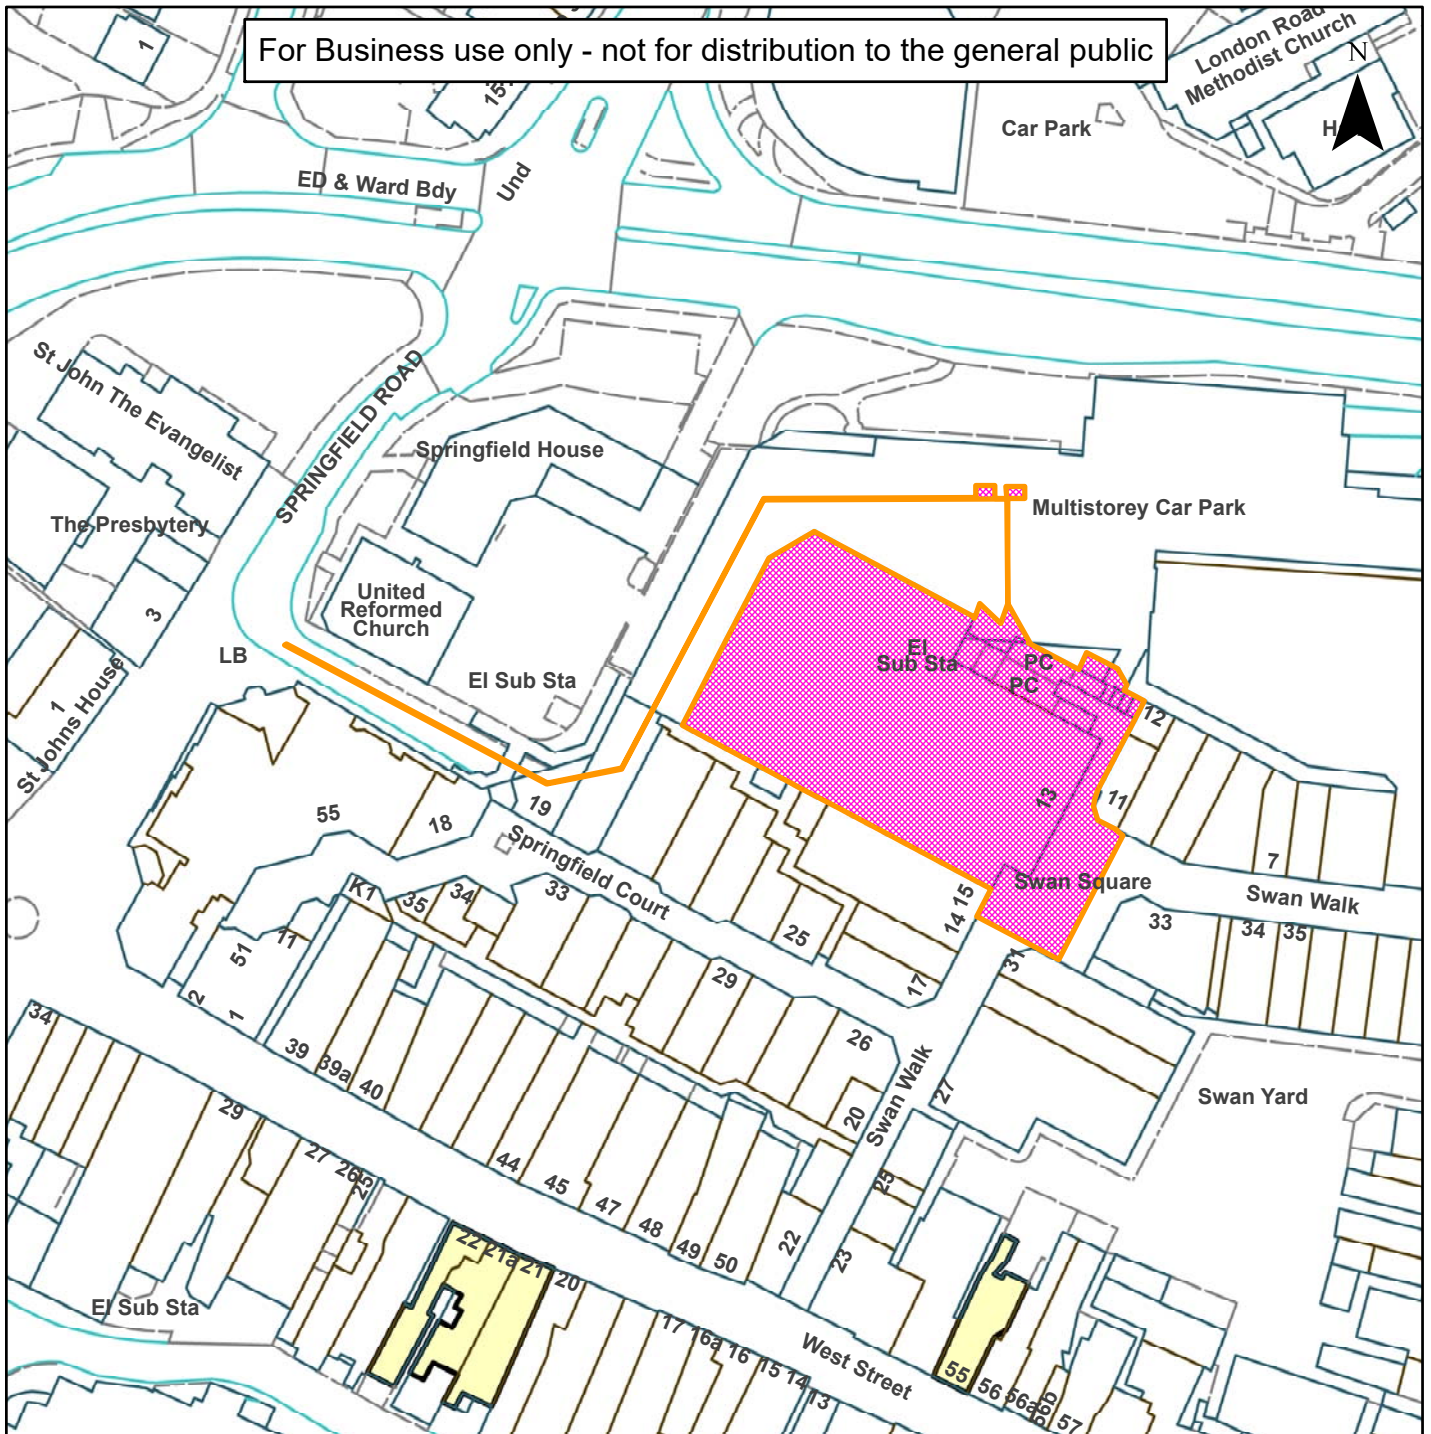 For Business use only - not for distribution to the general public
1
London Road
Methodist Church
N
Car Park
ED & Ward Bdy
Und
St John The Evangelist
SPRINGFIELD ROAD
Springfield House
The Presbytery
Multistorey Car Park
United
Reformed
Church
3
LB
El Sub Sta
El
Sub Sta
PC
PC
1
St Johns House
12
11
13
55
18
19
Springfield Court
7
Swan Square
Swan Walk
K1
35
34
33
25
15
14
17
31
33
34
35
51
11
29
26
2
1
39
39a
40
34
20
Swan Walk
27
Swan Yard
29
27
26
25
44
45
47
48
49
50
22
23
25
22
21a
21
20
El Sub Sta
17
16a
16
15
14
13
West Street
55
56
56a
56b
57